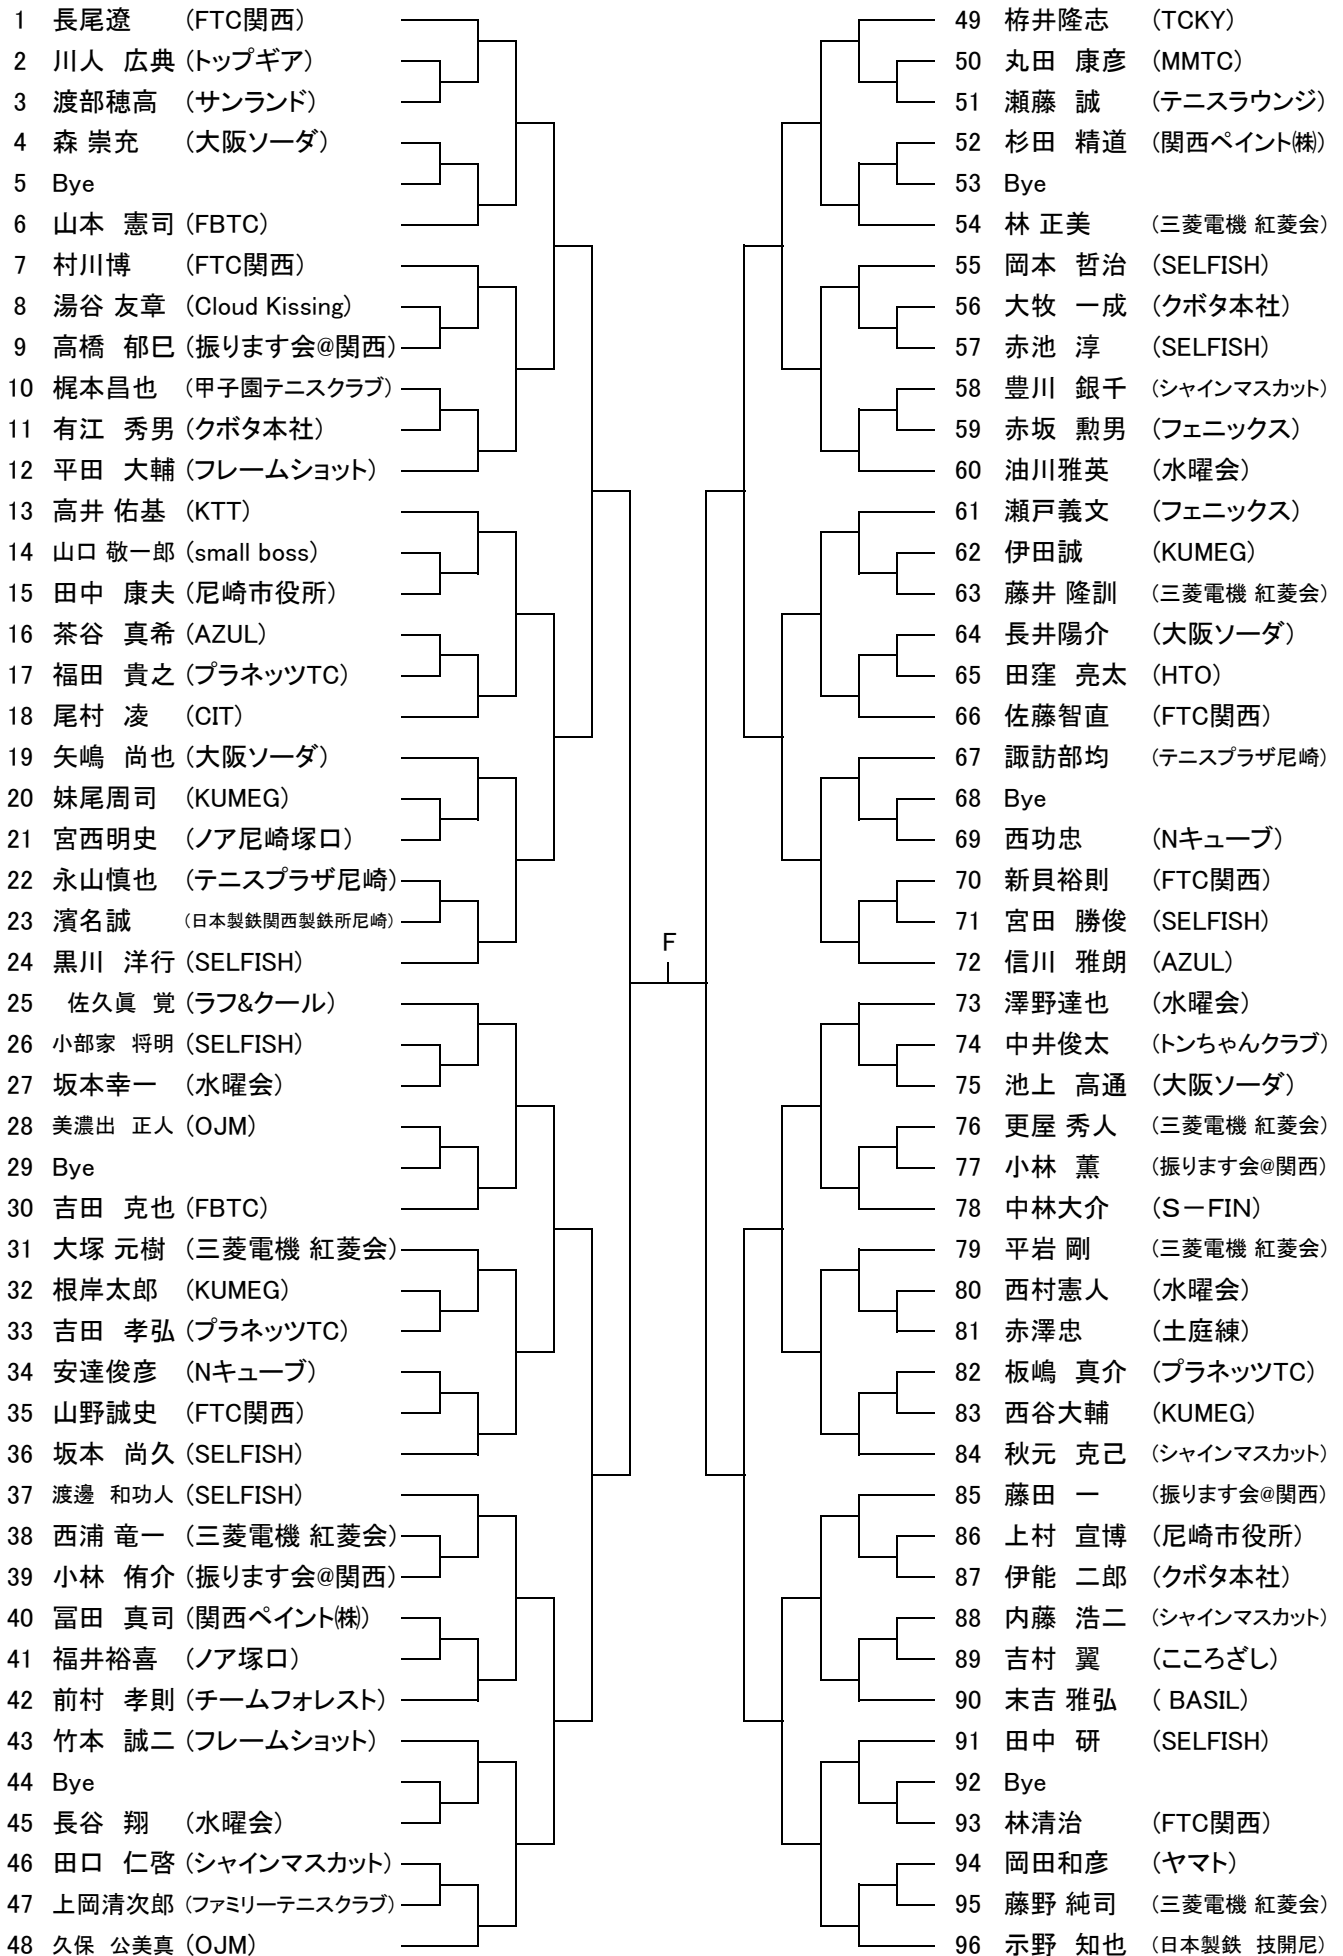 1 長尾遼 (FTC関西)
2 川人 広典 (トップギア)
3 渡部穂高 (サンランド)
4 森 崇充 (大阪ソーダ)
5 Bye
6 山本 憲司 (FBTC)
7 村川博 (FTC関西)
8 湯谷 友章 (Cloud Kissing)
9 高橋 郁巳 (振ります会@関西)
10 梶本昌也 (甲子園テニスクラブ)
11 有江 秀男 (クボタ本社)
12 平田 大輔 (フレームショット)
13 高井 佑基 (KTT)
14 山口 敬一郎 (small boss)
15 田中 康夫 (尼崎市役所)
16 茶谷 真希 (AZUL)
17 福田 貴之 (プラネッツTC)
18 尾村 凌 (CIT)
19 矢嶋 尚也 (大阪ソーダ)
20 妹尾周司 (KUMEG)
21 宮西明史 (ノア尼崎塚口)
22 永山慎也 (テニスプラザ尼崎)
23 濱名誠 (日本製鉄関西製鉄所尼崎)
24 黒川 洋行 (SELFISH)
25 佐久眞 覚 (ラフ&クール)
26 小部家 将明 (SELFISH)
27 坂本幸一 (水曜会)
28 美濃出 正人 (OJM)
29 Bye
30 吉田 克也 (FBTC)
31 大塚 元樹 (三菱電機 紅菱会)
32 根岸太郎 (KUMEG)
33 吉田 孝弘 (プラネッツTC)
34 安達俊彦 (Nキューブ)
35 山野誠史 (FTC関西)
36 坂本 尚久 (SELFISH)
37 渡邊 和功人 (SELFISH)
38 西浦 竜一 (三菱電機 紅菱会)
39 小林 侑介 (振ります会@関西)
40 冨田 真司 (関西ペイント㈱)
41 福井裕喜 (ノア塚口)
42 前村 孝則 (チームフォレスト)
43 竹本 誠二 (フレームショット)
44 Bye
45 長谷 翔 (水曜会)
46 田口 仁啓 (シャインマスカット)
47 上岡清次郎 (ファミリーテニスクラブ)
48 久保 公美真 (OJM)
F
49 栫井隆志 (TCKY)
50 丸田 康彦 (MMTC)
51 瀬藤 誠 (テニスラウンジ)
52 杉田 精道 (関西ペイント㈱)
53 Bye
54 林 正美 (三菱電機 紅菱会)
55 岡本 哲治 (SELFISH)
56 大牧 一成 (クボタ本社)
57 赤池 淳 (SELFISH)
58 豊川 銀千 (シャインマスカット)
59 赤坂 勲男 (フェニックス)
60 油川雅英 (水曜会)
61 瀬戸義文 (フェニックス)
62 伊田誠 (KUMEG)
63 藤井 隆訓 (三菱電機 紅菱会)
64 長井陽介 (大阪ソーダ)
65 田窪 亮太 (HTO)
66 佐藤智直 (FTC関西)
67 諏訪部均 (テニスプラザ尼崎)
68 Bye
69 西功忠 (Nキューブ)
70 新貝裕則 (FTC関西)
71 宮田 勝俊 (SELFISH)
72 信川 雅朗 (AZUL)
73 澤野達也 (水曜会)
74 中井俊太 (トンちゃんクラブ)
75 池上 高通 (大阪ソーダ)
76 更屋 秀人 (三菱電機 紅菱会)
77 小林 薫 (振ります会@関西)
78 中林大介 (S－FIN)
79 平岩 剛 (三菱電機 紅菱会)
80 西村憲人 (水曜会)
81 赤澤忠 (土庭練)
82 板嶋 真介 (プラネッツTC)
83 西谷大輔 (KUMEG)
84 秋元 克己 (シャインマスカット)
85 藤田 一 (振ります会@関西)
86 上村 宣博 (尼崎市役所)
87 伊能 二郎 (クボタ本社)
88 内藤 浩二 (シャインマスカット)
89 吉村 翼 (こころざし)
90 末吉 雅弘 ( BASIL)
91 田中 研 (SELFISH)
92 Bye
93 林清治 (FTC関西)
94 岡田和彦 (ヤマト)
95 藤野 純司 (三菱電機 紅菱会)
96 示野 知也 (日本製鉄 技開尼)